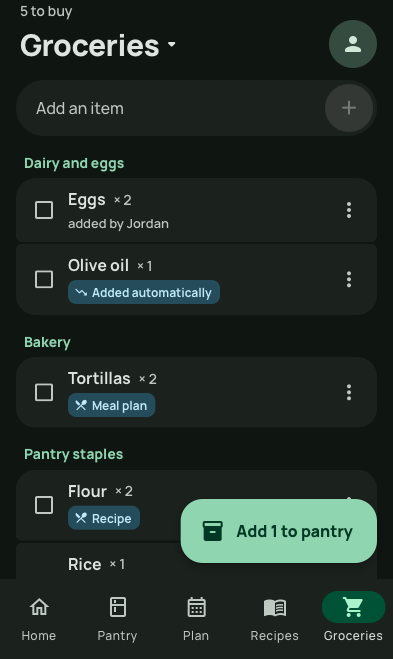 5 to buy
Groceries
Add an item
Dairy and eggs
Eggs ×2
added by Jordan
Olive oil ×1
Added automatically
Bakery
Tortillas ×2
Meal plan
Pantry staples
Flour ×2
Recipe
Add 1 to pantry
Rice ×1
Home Pantry Plan Recipes Groceries